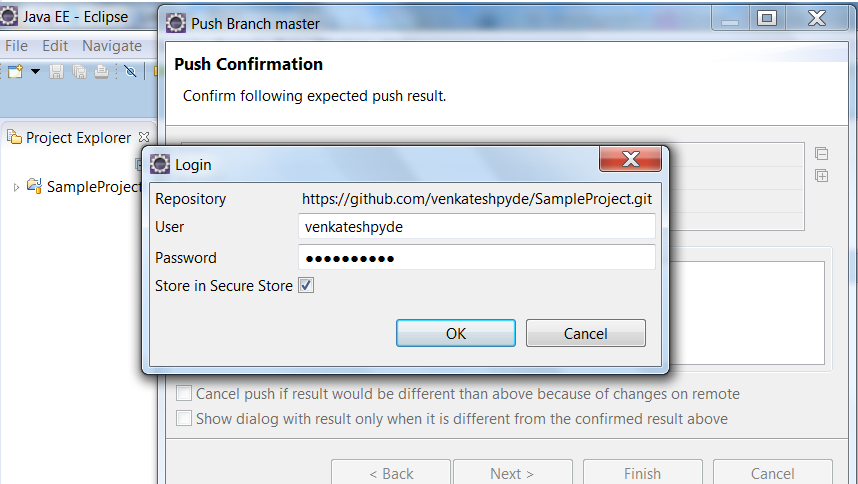 Java EE - Eclipse
Push Branch master
File Edit Navigate
Push Confirmation
Confirm following expected push result.
Project Explorer
SampleProject
Login
Repository https://github.com/venkateshpyde/SampleProject.git
User venkateshpyde
Password ●●●●●●●●●●
Store in Secure Store
OK Cancel
Cancel push if result would be different than above because of changes on remote
Show dialog with result only when it is different from the confirmed result above
< Back Next > Finish Cancel